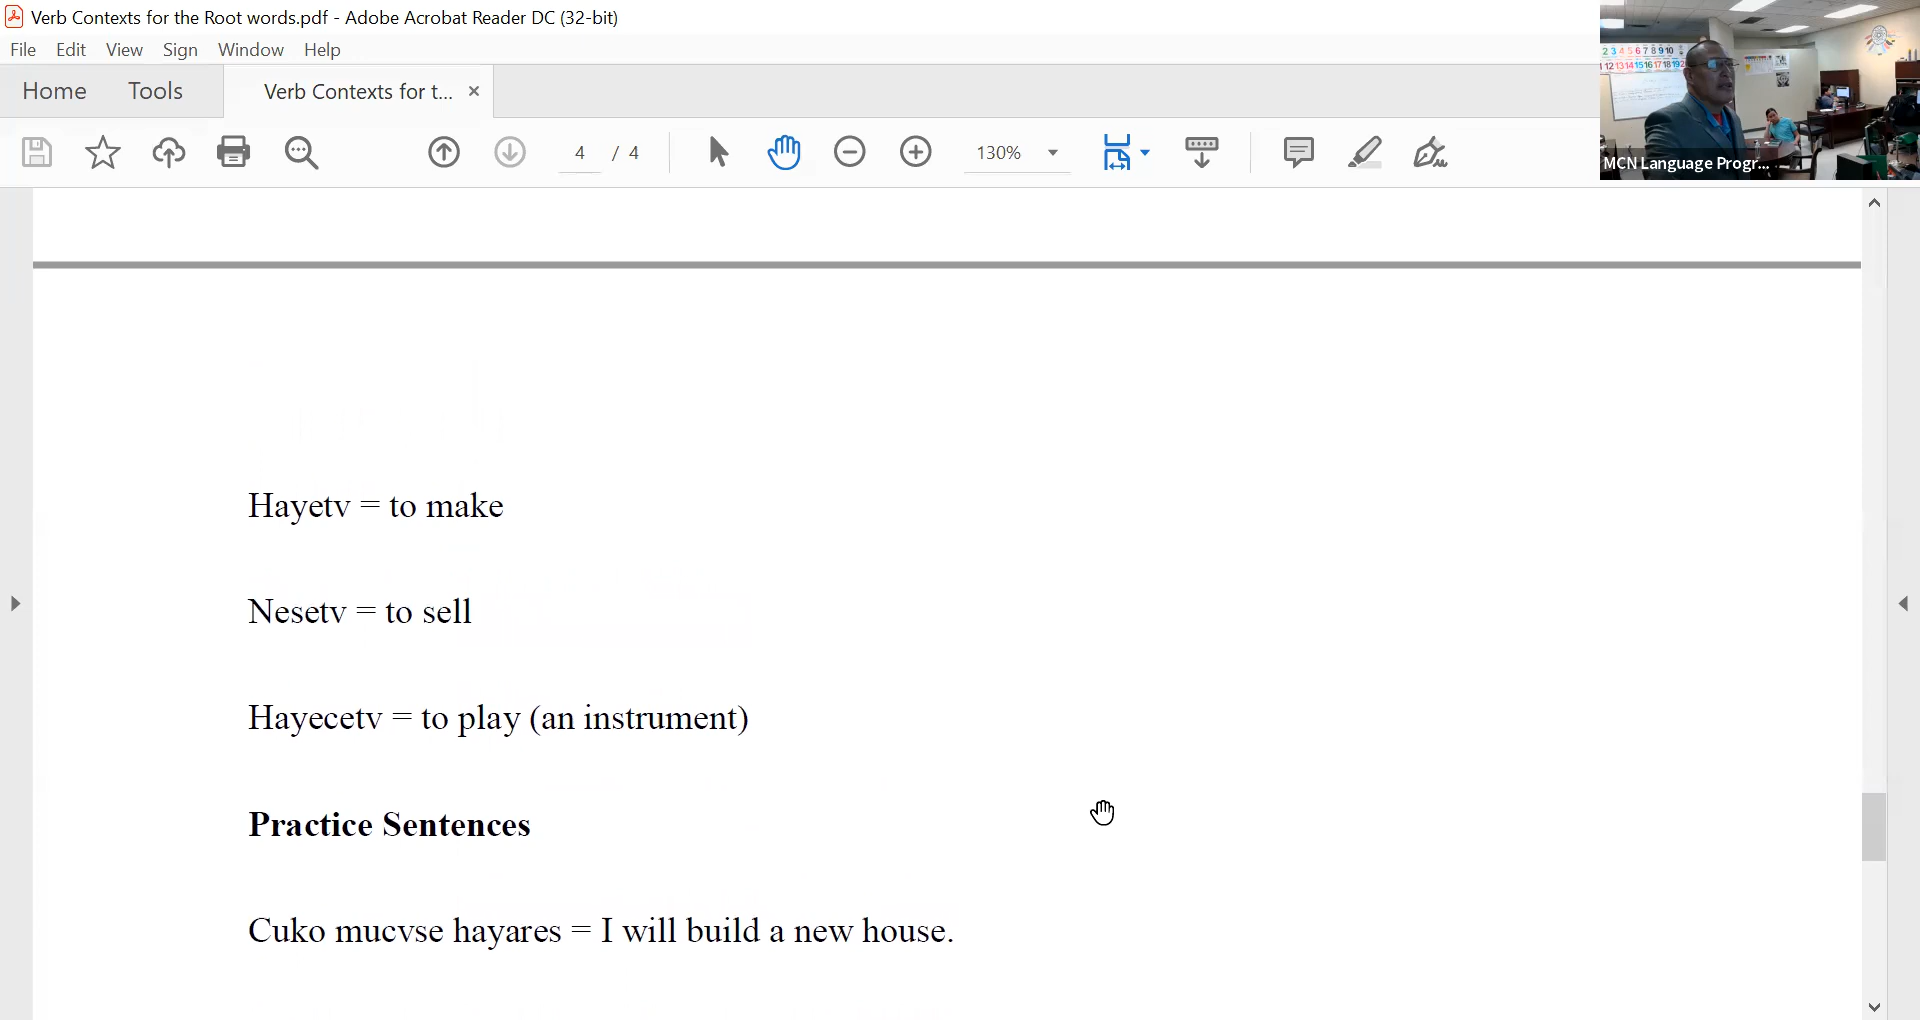 Verb Contexts for the Root words.pdf - Adobe Acrobat Reader DC (32-bit)
File Edit View Sign Window Help
Home Tools Verb Contexts for t... ×
4 / 4 130%
MCN Language Progr...
Hayetv = to make
Nesetv = to sell
Hayecetv = to play (an instrument)
Practice Sentences
Cuko mucvse hayares = I will build a new house.